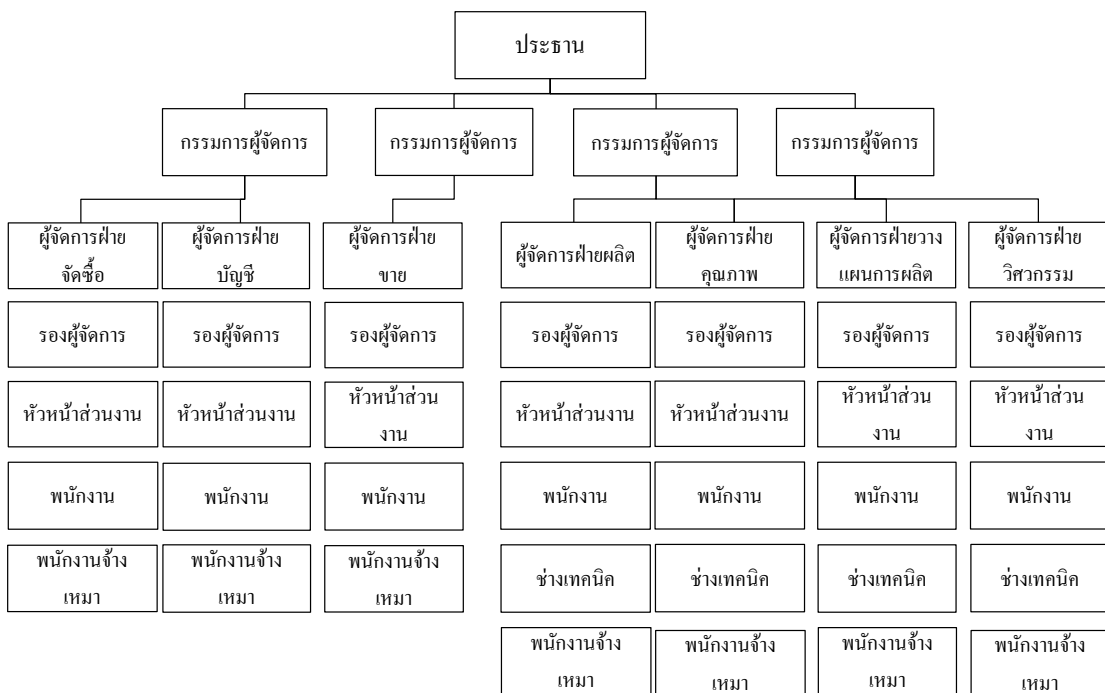 ประธาน
กรรมการผู้จัดการ
กรรมการผู้จัดการ
กรรมการผู้จัดการ
กรรมการผู้จัดการ
ผู้จัดการฝ่าย
จัดซื้อ
ผู้จัดการฝ่าย
บัญชี
ผู้จัดการฝ่าย
ขาย
ผู้จัดการฝ่ายผลิต
ผู้จัดการฝ่าย
คุณภาพ
ผู้จัดการฝ่ายวาง
แผนการผลิต
ผู้จัดการฝ่าย
วิศวกรรม
รองผู้จัดการ
รองผู้จัดการ
รองผู้จัดการ
รองผู้จัดการ
รองผู้จัดการ
รองผู้จัดการ
รองผู้จัดการ
หัวหน้าส่วนงาน
หัวหน้าส่วนงาน
หัวหน้าส่วน
งาน
หัวหน้าส่วนงาน
หัวหน้าส่วนงาน
หัวหน้าส่วน
งาน
หัวหน้าส่วน
งาน
พนักงาน
พนักงาน
พนักงาน
พนักงาน
พนักงาน
พนักงาน
พนักงาน
พนักงานจ้าง
เหมา
พนักงานจ้าง
เหมา
พนักงานจ้าง
เหมา
ช่างเทคนิค
ช่างเทคนิค
ช่างเทคนิค
ช่างเทคนิค
พนักงานจ้าง
เหมา
พนักงานจ้าง
เหมา
พนักงานจ้าง
เหมา
พนักงานจ้าง
เหมา